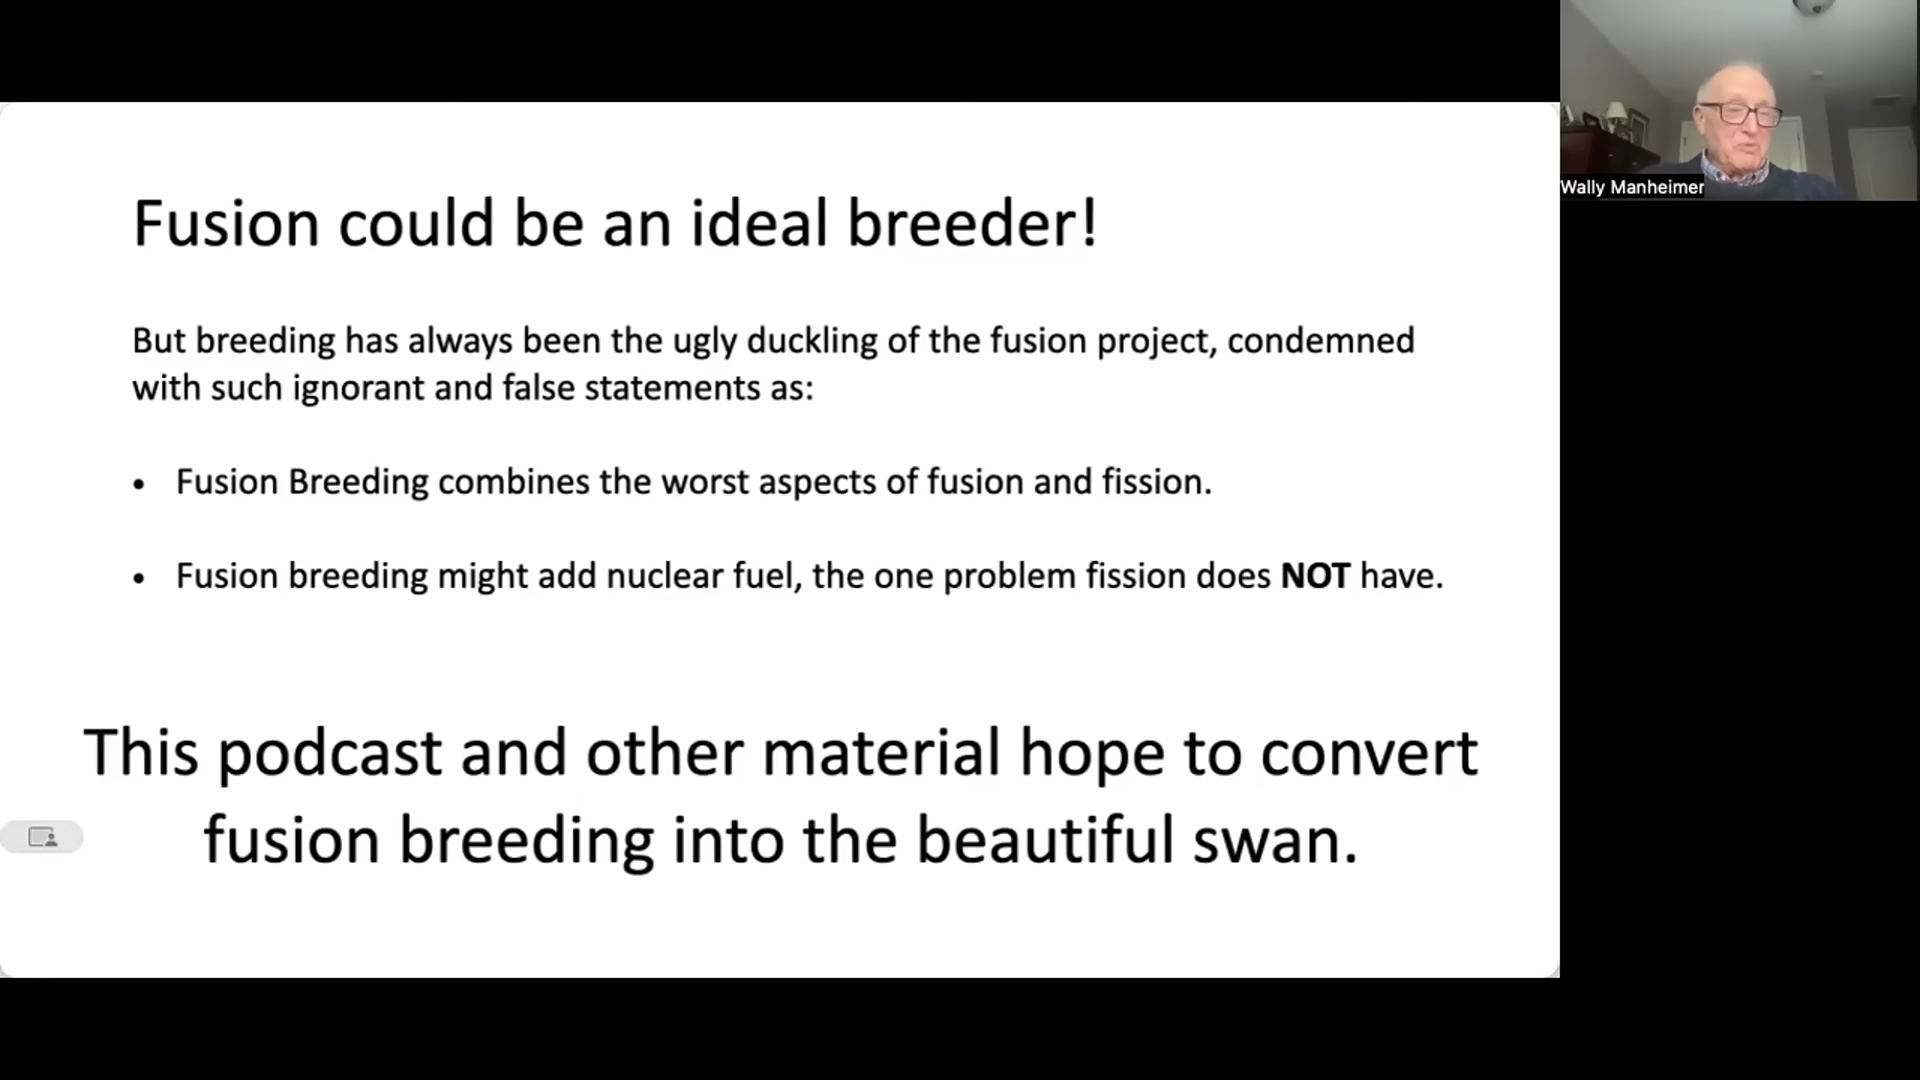 Fusion could be an ideal breeder!
But breeding has always been the ugly duckling of the fusion project, condemned
with such ignorant and false statements as:
• Fusion Breeding combines the worst aspects of fusion and fission.
• Fusion breeding might add nuclear fuel, the one problem fission does NOT have.
This podcast and other material hope to convert
fusion breeding into the beautiful swan.
Wally Manheimer